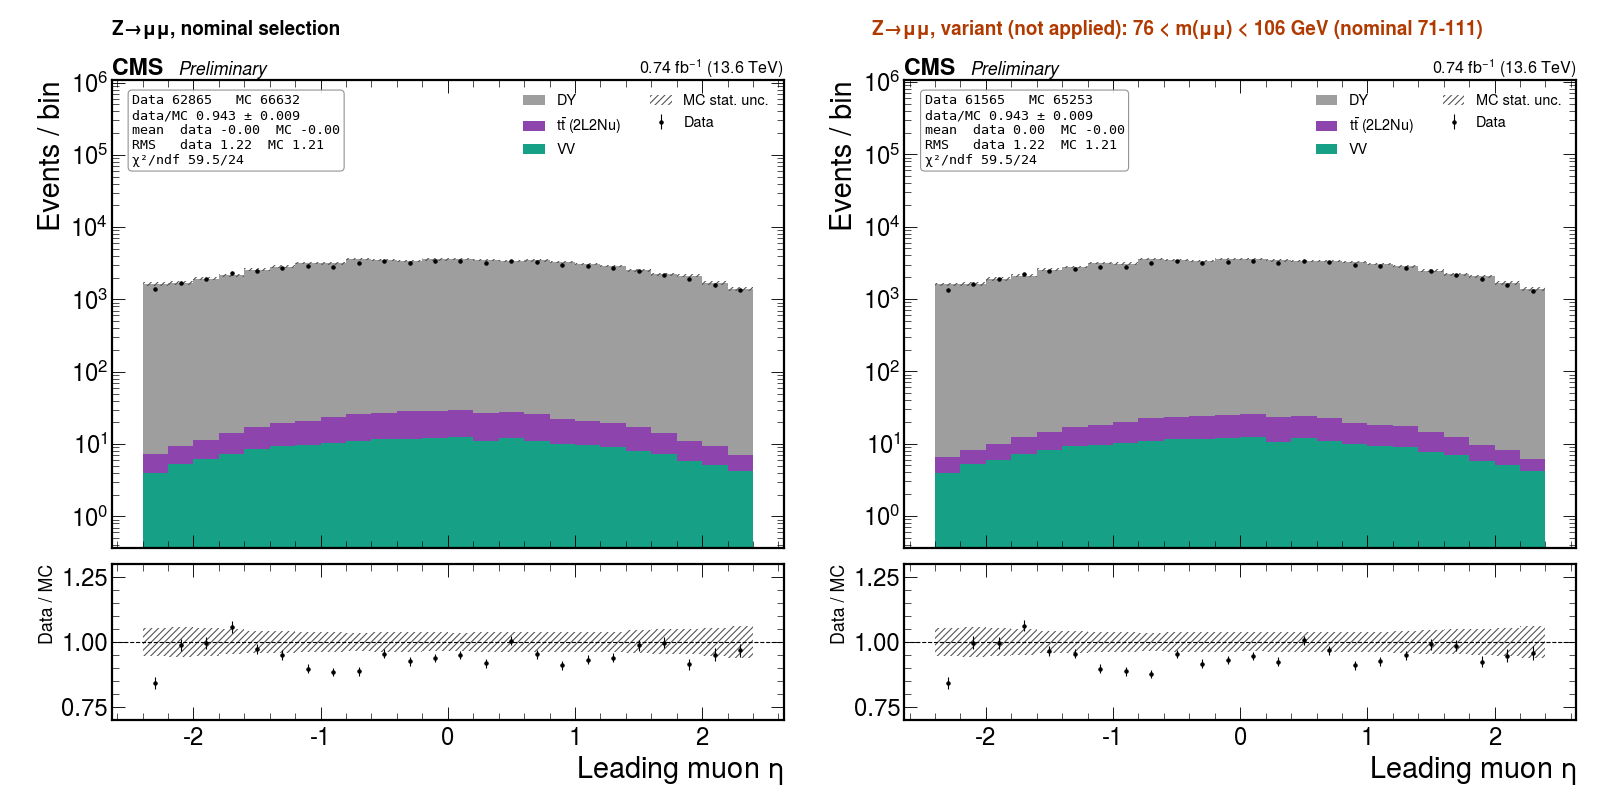 Z→μμ, nominal selection
CMS Preliminary
0.74 fb⁻¹ (13.6 TeV)
Events / bin
10⁶
10⁵
10⁴
10³
10²
10¹
10⁰
Data 62865   MC 66632
data/MC 0.943 ± 0.009
mean  data -0.00  MC -0.00
RMS   data 1.22  MC 1.21
χ²/ndf 59.5/24
DY
tt̄ (2L2Nu)
VV
MC stat. unc.
Data
Data / MC
1.25
1.00
0.75
-2 -1 0 1 2
Leading muon η
Z→μμ, variant (not applied): 76 < m(μμ) < 106 GeV (nominal 71-111)
CMS Preliminary
0.74 fb⁻¹ (13.6 TeV)
Events / bin
10⁶
10⁵
10⁴
10³
10²
10¹
10⁰
Data 61565   MC 65253
data/MC 0.943 ± 0.009
mean  data 0.00  MC -0.00
RMS   data 1.22  MC 1.21
χ²/ndf 59.5/24
DY
tt̄ (2L2Nu)
VV
MC stat. unc.
Data
Data / MC
1.25
1.00
0.75
-2 -1 0 1 2
Leading muon η